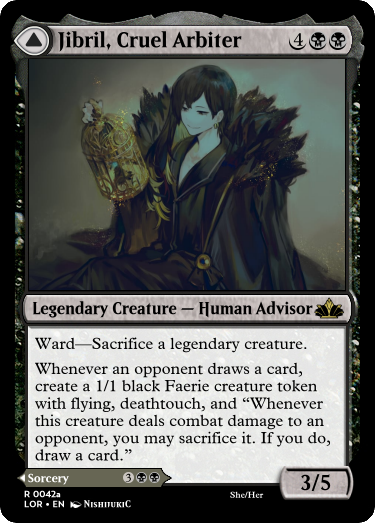 Jibril, Cruel Arbiter 4
Legendary Creature — Human Advisor
Ward—Sacrifice a legendary creature.
Whenever an opponent draws a card,
create a 1/1 black Faerie creature token
with flying, deathtouch, and “Whenever
this creature deals combat damage to an
opponent, you may sacrifice it. If you do,
draw a card.”
Sorcery 3
3/5
R 0042a
She/Her
LOR • EN NishijukiC